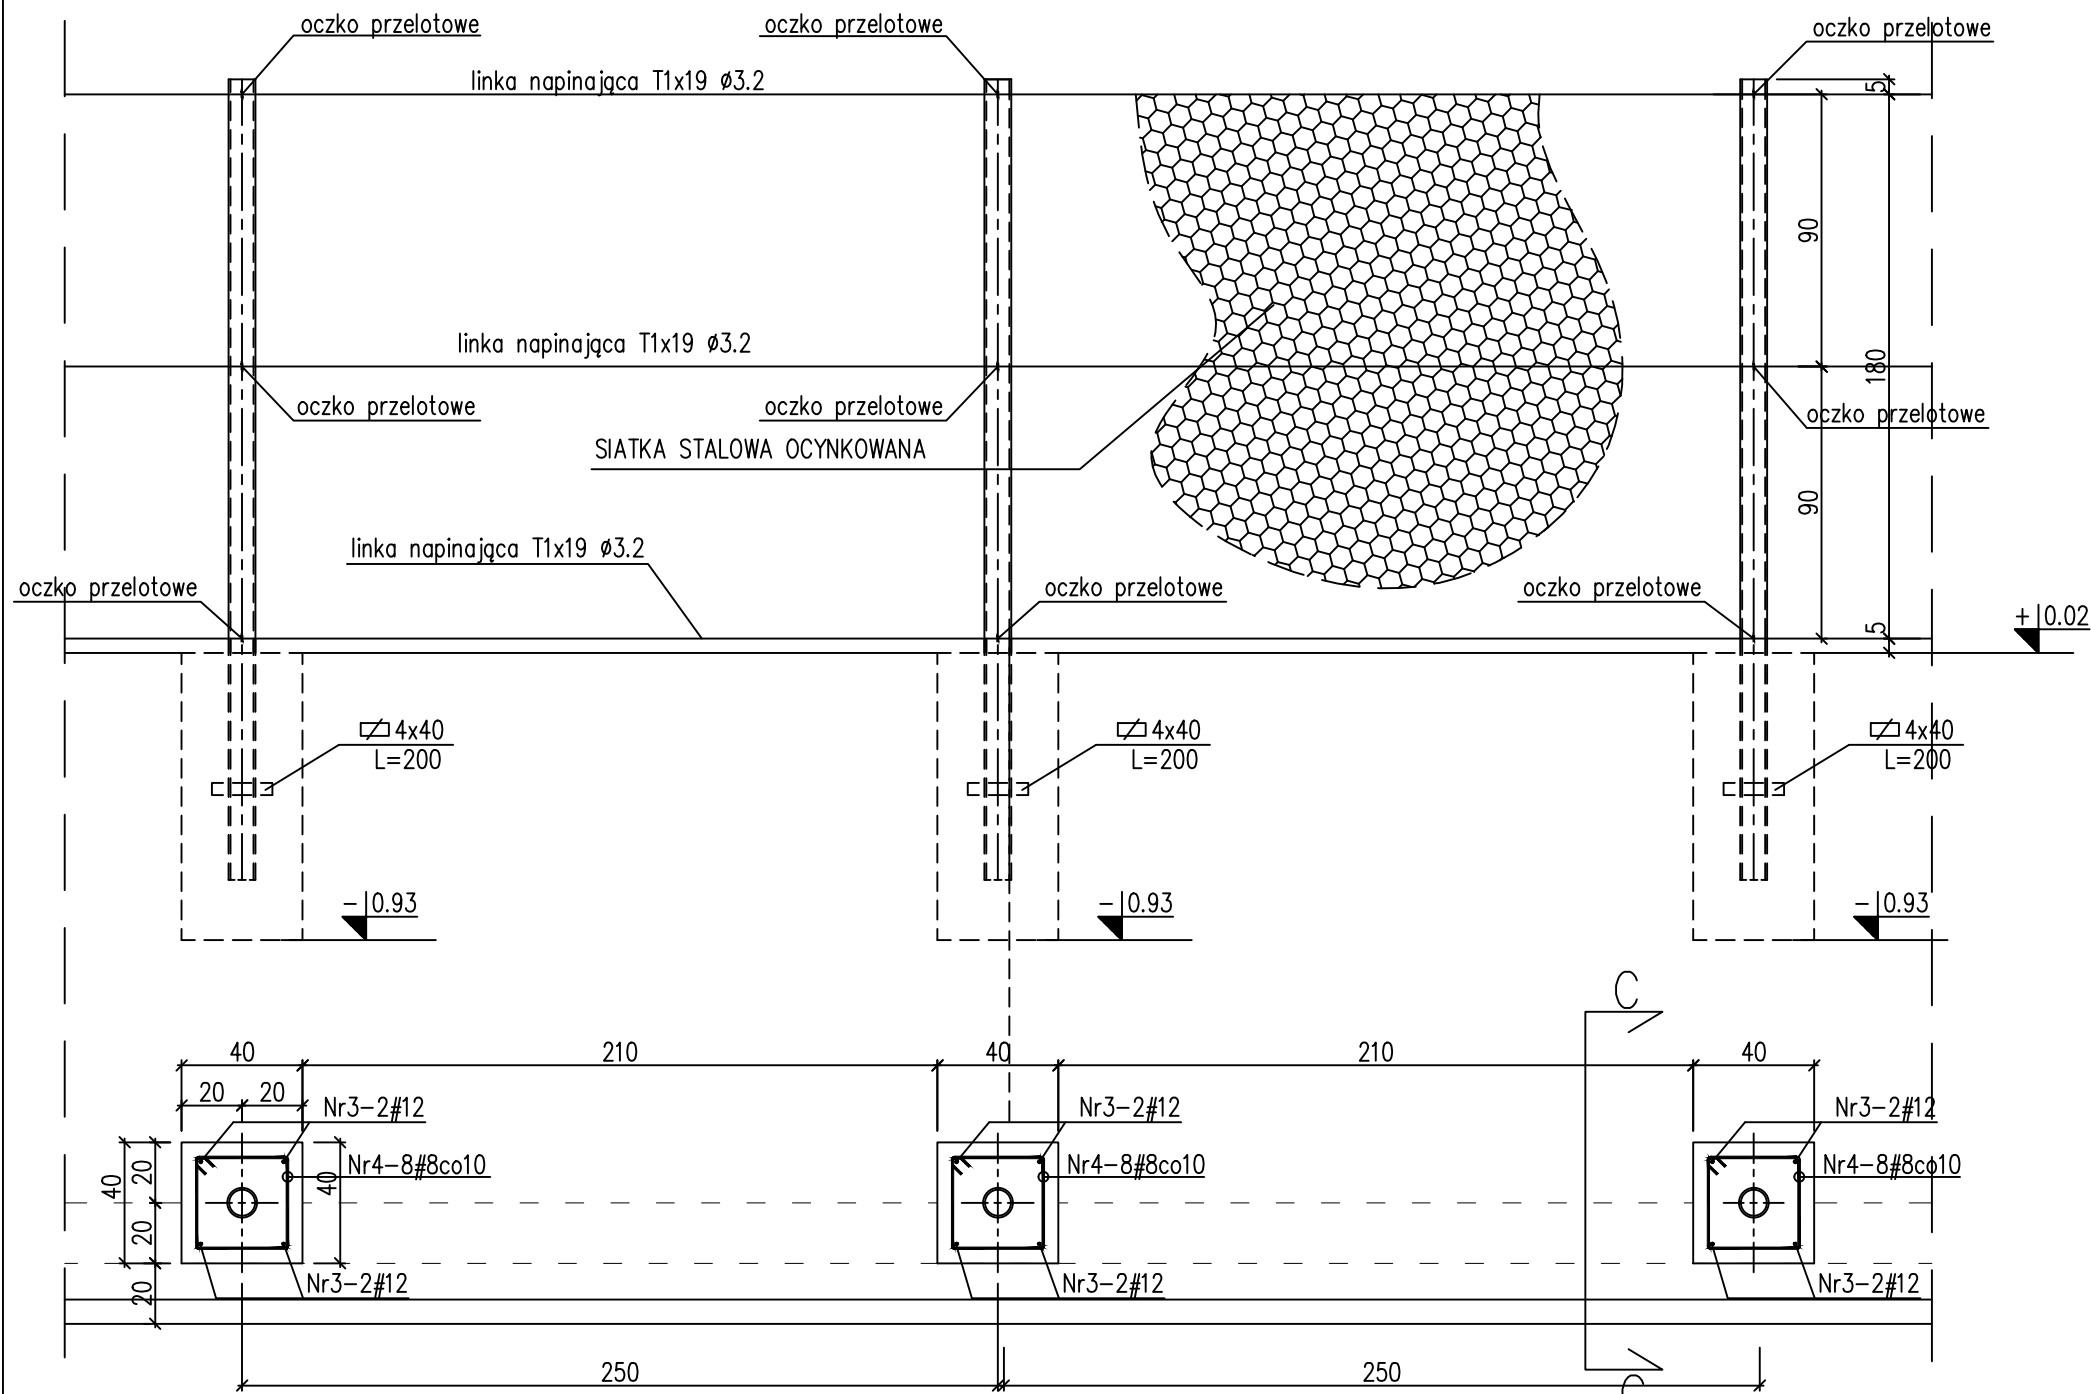 oczko przelotowe
oczko przelotowe
oczko przelotowe
linka napinająca T1x19 ø3.2
5
90
180
linka napinająca T1x19 ø3.2
oczko przelotowe
oczko przelotowe
oczko przelotowe
SIATKA STALOWA OCYNKOWANA
90
linka napinająca T1x19 ø3.2
oczko przelotowe
oczko przelotowe
oczko przelotowe
5
+ 0.02
4x40
L=200
4x40
L=200
4x40
L=200
- 0.93
- 0.93
- 0.93
C
40
210
40
210
40
20
20
Nr3-2#12
Nr3-2#12
Nr3-2#12
40
20
20
20
40
Nr4-8#8co10
Nr4-8#8co10
Nr4-8#8co10
Nr3-2#12
Nr3-2#12
Nr3-2#12
250
250